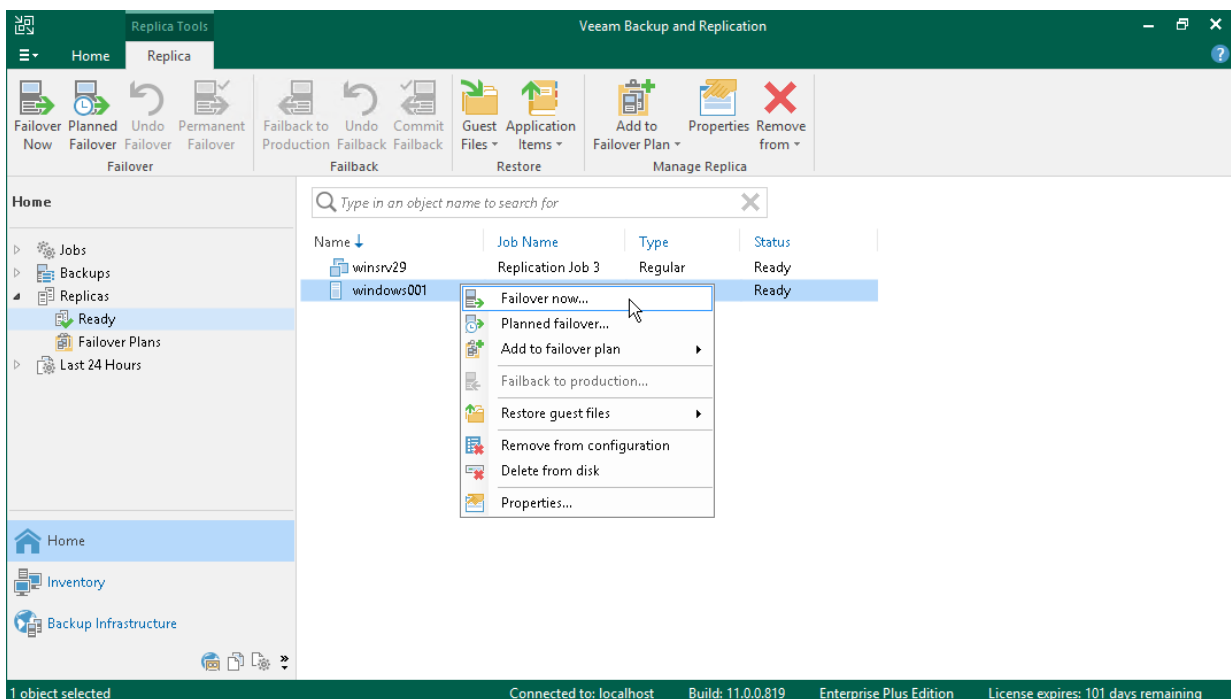 Replica Tools
Veeam Backup and Replication
Home Replica
Failover Now
Planned Failover
Undo Failover
Permanent Failover
Failback to Production
Undo Failback
Commit Failback
Guest Files
Application Items
Add to Failover Plan
Properties
Remove from
Failover
Failback
Restore
Manage Replica
Home
Type in an object name to search for
Jobs
Backups
Replicas
Ready
Failover Plans
Last 24 Hours
Name Job Name Type Status
winsrv29 Replication Job 3 Regular Ready
windows001 Ready
Failover now...
Planned failover...
Add to failover plan
Failback to production...
Restore guest files
Remove from configuration
Delete from disk
Properties...
Home
Inventory
Backup Infrastructure
1 object selected
Connected to: localhost
Build: 11.0.0.819
Enterprise Plus Edition
License expires: 101 days remaining